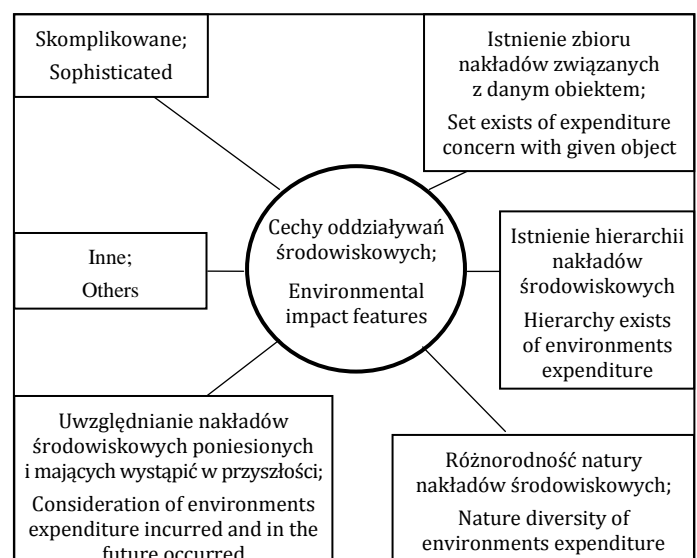 Skomplikowane;
Sophisticated
Istnienie zbioru
nakładów związanych
z danym obiektem;
Set exists of expenditure
concern with given object
Cechy oddziaływań
środowiskowych;
Environmental
impact features
Inne;
Others
Istnienie hierarchii
nakładów
środowiskowych
Hierarchy exists
of environments
expenditure
Uwzględnianie nakładów
środowiskowych poniesionych
i mających wystąpić w przyszłości;
Consideration of environments
expenditure incurred and in the
future occurred
Różnorodność natury
nakładów środowiskowych;
Nature diversity of
environments expenditure